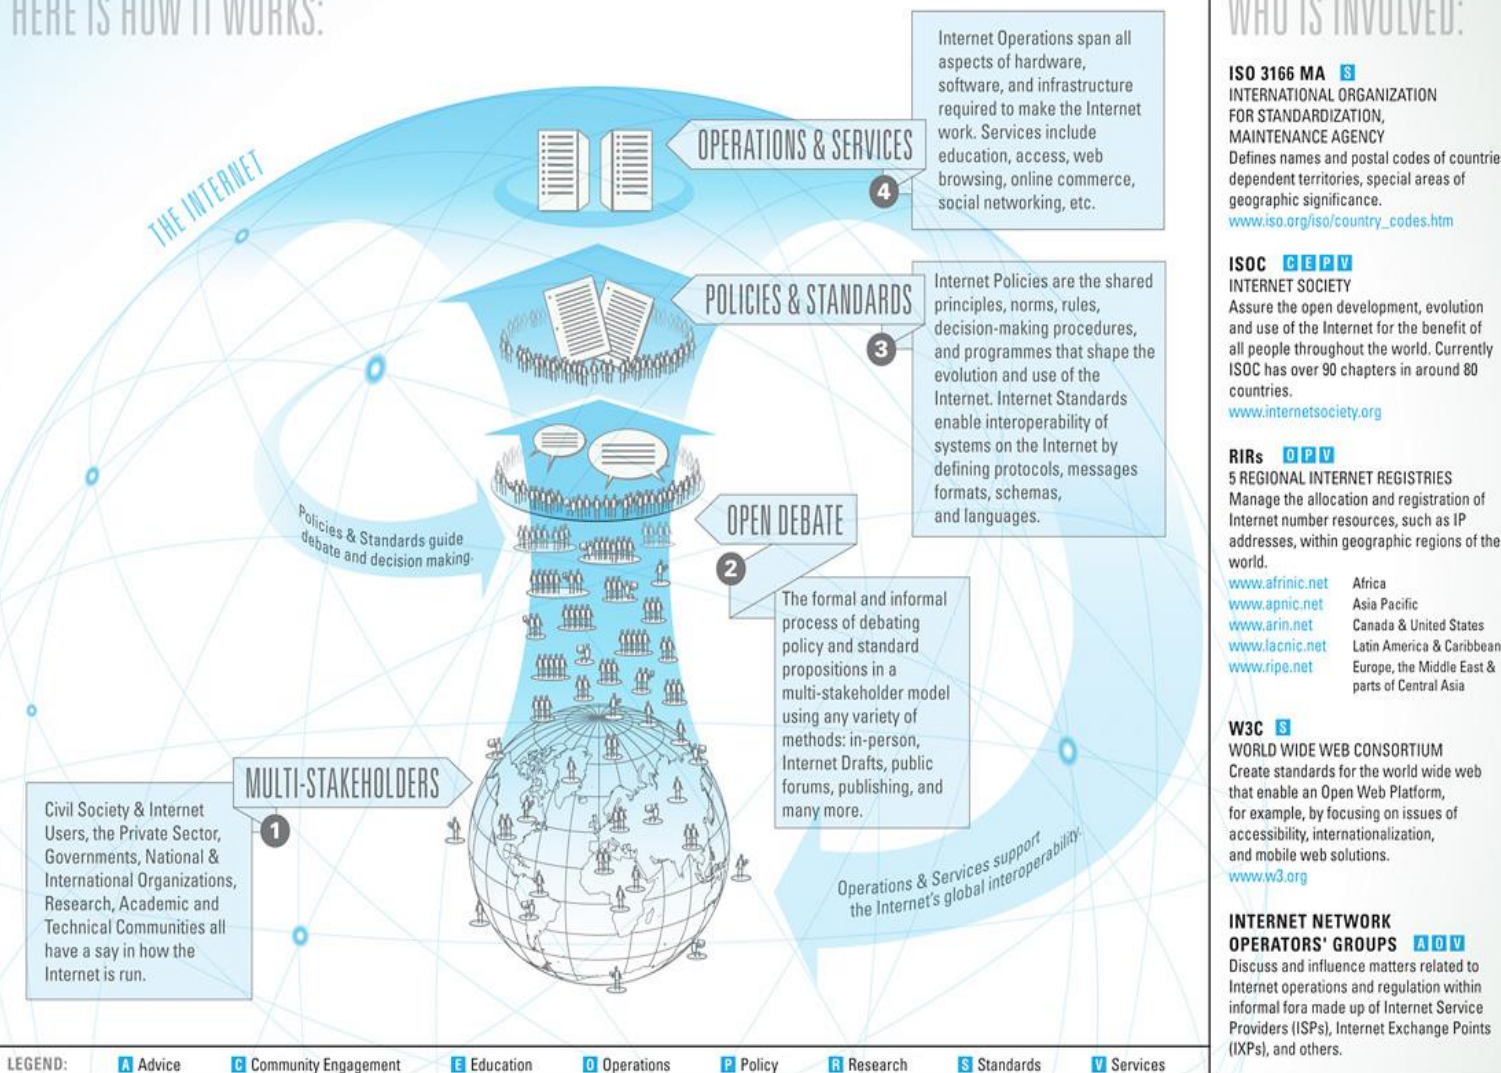 HERE IS HOW IT WORKS:
THE INTERNET
OPERATIONS & SERVICES
4
Internet Operations span all
aspects of hardware,
software, and infrastructure
required to make the Internet
work. Services include
education, access, web
browsing, online commerce,
social networking, etc.
POLICIES & STANDARDS
3
Internet Policies are the shared
principles, norms, rules,
decision-making procedures,
and programmes that shape the
evolution and use of the
Internet. Internet Standards
enable interoperability of
systems on the Internet by
defining protocols, messages
formats, schemas,
and languages.
Policies & Standards guide
debate and decision making.
OPEN DEBATE
2
The formal and informal
process of debating
policy and standard
propositions in a
multi-stakeholder model
using any variety of
methods: in-person,
Internet Drafts, public
forums, publishing, and
many more.
MULTI-STAKEHOLDERS
1
Civil Society & Internet
Users, the Private Sector,
Governments, National &
International Organizations,
Research, Academic and
Technical Communities all
have a say in how the
Internet is run.
Operations & Services support
the Internet's global interoperability.
LEGEND: A Advice C Community Engagement E Education O Operations P Policy R Research S Standards V Services
WHO IS INVOLVED:
ISO 3166 MA S
INTERNATIONAL ORGANIZATION
FOR STANDARDIZATION,
MAINTENANCE AGENCY
Defines names and postal codes of countrie
dependent territories, special areas of
geographic significance.
www.iso.org/iso/country_codes.htm
ISOC C E P V
INTERNET SOCIETY
Assure the open development, evolution
and use of the Internet for the benefit of
all people throughout the world. Currently
ISOC has over 90 chapters in around 80
countries.
www.internetsociety.org
RIRs O P V
5 REGIONAL INTERNET REGISTRIES
Manage the allocation and registration of
Internet number resources, such as IP
addresses, within geographic regions of the
world.
www.afrinic.net Africa
www.apnic.net Asia Pacific
www.arin.net Canada & United States
www.lacnic.net Latin America & Caribbean
www.ripe.net Europe, the Middle East &
parts of Central Asia
W3C S
WORLD WIDE WEB CONSORTIUM
Create standards for the world wide web
that enable an Open Web Platform,
for example, by focusing on issues of
accessibility, internationalization,
and mobile web solutions.
www.w3.org
INTERNET NETWORK
OPERATORS' GROUPS A O V
Discuss and influence matters related to
Internet operations and regulation within
informal fora made up of Internet Service
Providers (ISPs), Internet Exchange Points
(IXPs), and others.